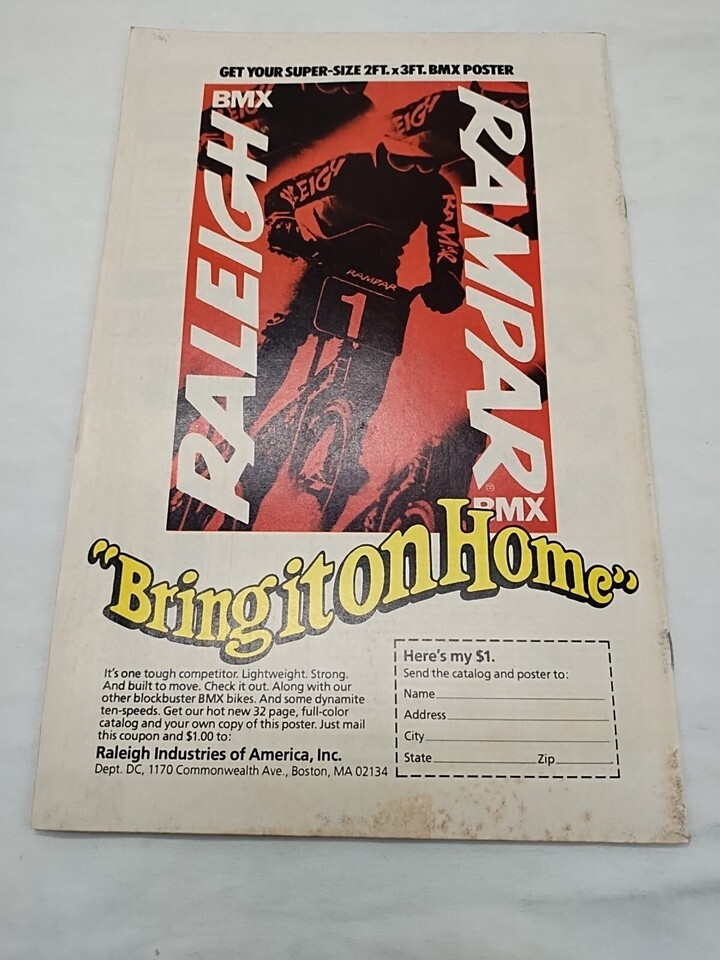 GET YOUR SUPER-SIZE 2FT. x 3FT. BMX POSTER
BMX
RALEIGH
RAMPAR
BMX
EIGH
LEIGH
RAMPAR
1
"Bring it on Home"
It's one tough competitor. Lightweight. Strong.
And built to move. Check it out. Along with our
other blockbuster BMX bikes. And some dynamite
ten-speeds. Get our hot new 32 page, full-color
catalog and your own copy of this poster. Just mail
this coupon and $1.00 to:
Raleigh Industries of America, Inc.
Dept. DC, 1170 Commonwealth Ave., Boston, MA 02134
Here's my $1.
Send the catalog and poster to:
Name
Address
City
State Zip